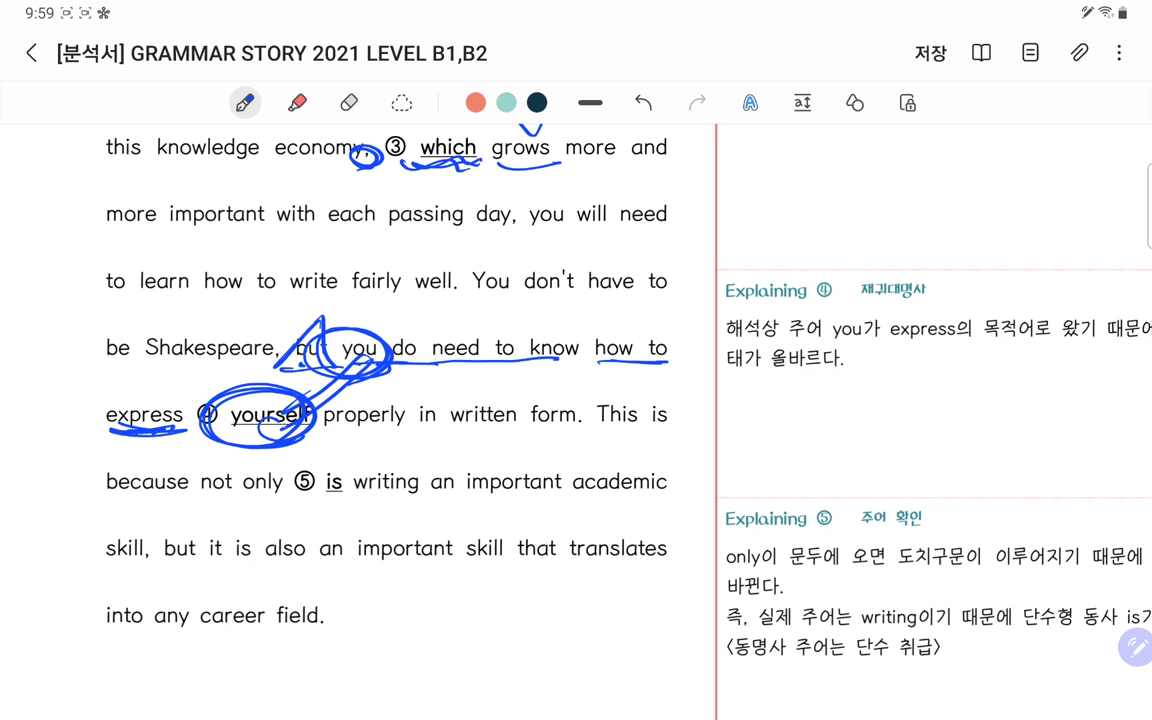 9:59
[분석서] GRAMMAR STORY 2021 LEVEL B1,B2
저장
this knowledge economy, ③ which grows more and
more important with each passing day, you will need
to learn how to write fairly well. You don't have to
be Shakespeare, but you do need to know how to
express ④ yourself properly in written form. This is
because not only ⑤ is writing an important academic
skill, but it is also an important skill that translates
into any career field.
Explaining ④ 재귀대명사
해석상 주어 you가 express의 목적어로 왔기 때문에
태가 올바르다.
Explaining ⑤ 주어 확인
only이 문두에 오면 도치구문이 이루어지기 때문에
바뀐다.
즉, 실제 주어는 writing이기 때문에 단수형 동사 is가
<동명사 주어는 단수 취급>